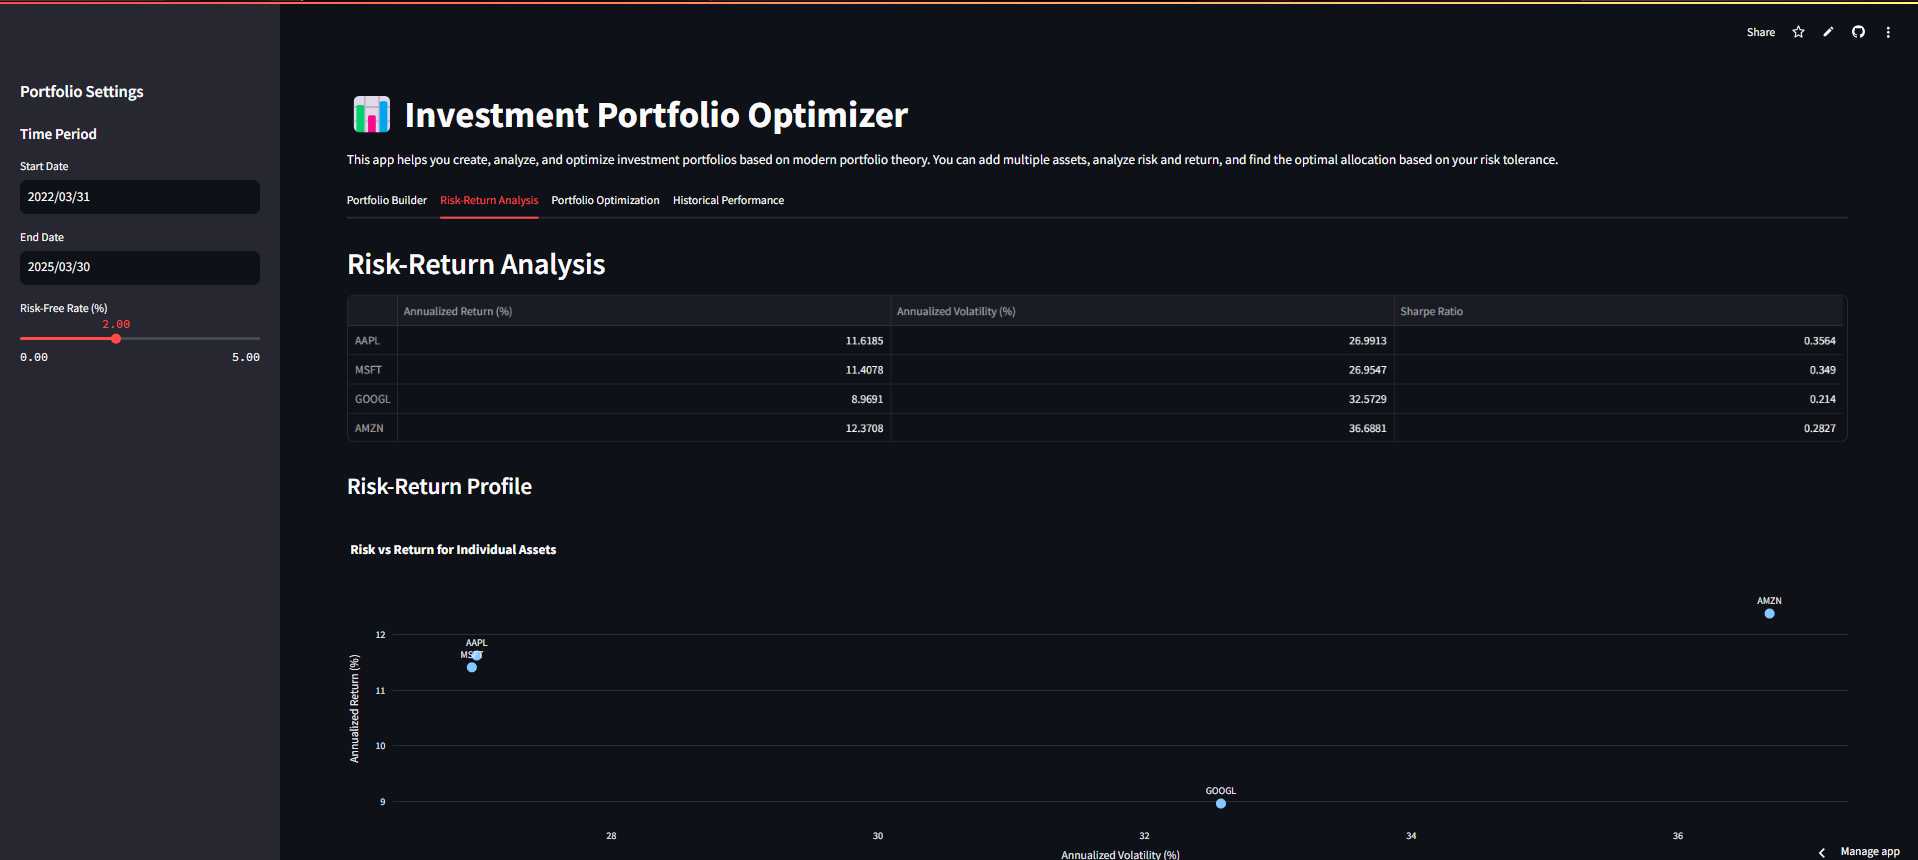 Share
Portfolio Settings
Time Period
Start Date
2022/03/31
End Date
2025/03/30
Risk-Free Rate (%)
2.00
0.00 5.00
Investment Portfolio Optimizer
This app helps you create, analyze, and optimize investment portfolios based on modern portfolio theory. You can add multiple assets, analyze risk and return, and find the optimal allocation based on your risk tolerance.
Portfolio Builder Risk-Return Analysis Portfolio Optimization Historical Performance
Risk-Return Analysis
Annualized Return (%) Annualized Volatility (%) Sharpe Ratio
AAPL 11.6185 26.9913 0.3564
MSFT 11.4078 26.9547 0.349
GOOGL 8.9691 32.5729 0.214
AMZN 12.3708 36.6881 0.2827
Risk-Return Profile
Risk vs Return for Individual Assets
AMZN
12
AAPL
MSFT
11
Annualized Return (%)
10
GOOGL
9
28 30 32 34 36
Annualized Volatility (%)
Manage app